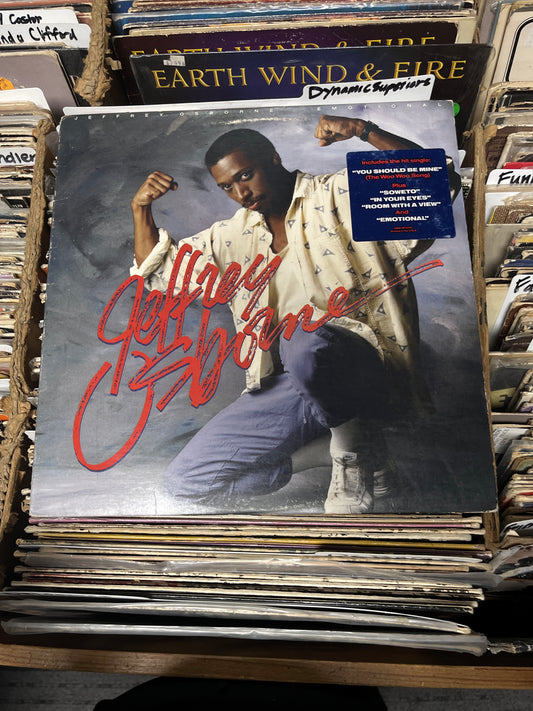 Castor
Clifford
EARTH WIND & FIRE
EARTH WIND & FIRE
Dynamic Superiors
JEFFREY OSBORNE EMOTIONAL
Includes the hit single:
"YOU SHOULD BE MINE"
(The Woo Woo Song)
Plus
"SOWETO"
"IN YOUR EYES"
"ROOM WITH A VIEW"
And
"EMOTIONAL"
Jeffrey
Osborne
ndler
Fun
Fa